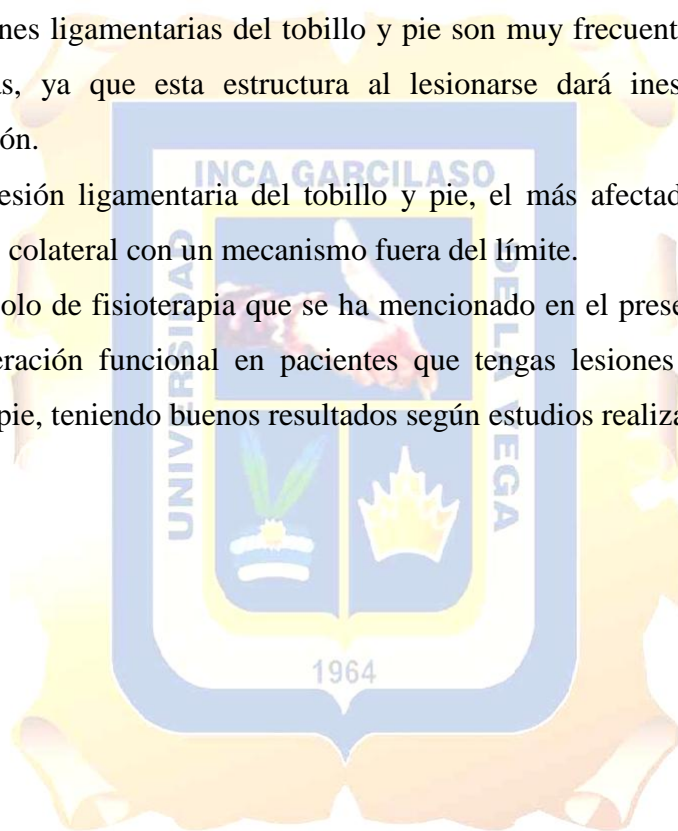 nes ligamentarias del tobillo y pie son muy frecuent
s, ya que esta estructura al lesionarse dará ines
ón.
INCA GARCILASO
esión ligamentaria del tobillo y pie, el más afectad
colateral con un mecanismo fuera del límite.
olo de fisioterapia que se ha mencionado en el prese
eración funcional en pacientes que tengas lesiones
pie, teniendo buenos resultados según estudios realiza
UNIVERSIDAD
DE LA VEGA
1964